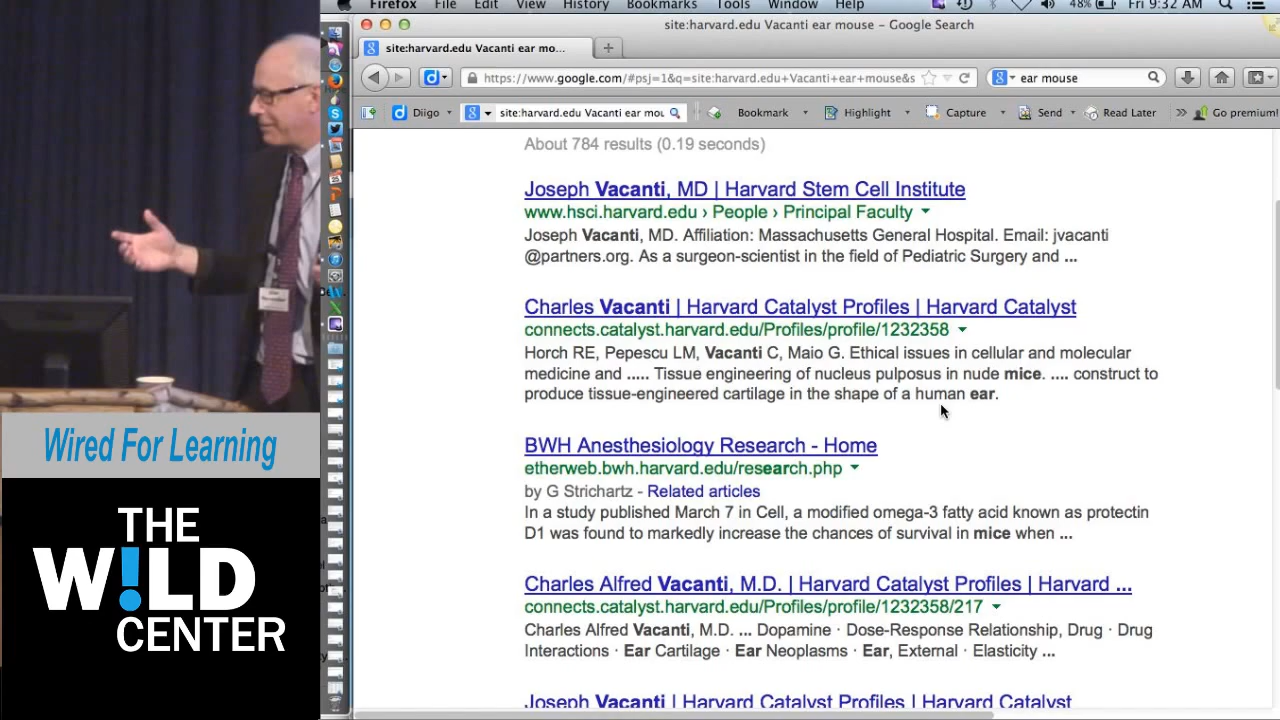 Firefox File Edit View History Bookmarks Tools Window Help 48% Fri 9:32 AM
site:harvard.edu Vacanti ear mouse - Google Search
site:harvard.edu Vacanti ear mo...
https://www.google.com/#psj=1&q=site:harvard.edu+Vacanti+ear+mouse&s
ear mouse
Diigo site:harvard.edu Vacanti ear mou Bookmark Highlight Capture Send Read Later >> Go premium!
About 784 results (0.19 seconds)
Joseph Vacanti, MD | Harvard Stem Cell Institute
www.hsci.harvard.edu › People › Principal Faculty
Joseph Vacanti, MD. Affiliation: Massachusetts General Hospital. Email: jvacanti
@partners.org. As a surgeon-scientist in the field of Pediatric Surgery and ...
Charles Vacanti | Harvard Catalyst Profiles | Harvard Catalyst
connects.catalyst.harvard.edu/Profiles/profile/1232358
Horch RE, Pepescu LM, Vacanti C, Maio G. Ethical issues in cellular and molecular
medicine and ..... Tissue engineering of nucleus pulposus in nude mice. .... construct to
produce tissue-engineered cartilage in the shape of a human ear.
BWH Anesthesiology Research - Home
etherweb.bwh.harvard.edu/research.php
by G Strichartz - Related articles
In a study published March 7 in Cell, a modified omega-3 fatty acid known as protectin
D1 was found to markedly increase the chances of survival in mice when ...
Charles Alfred Vacanti, M.D. | Harvard Catalyst Profiles | Harvard ...
connects.catalyst.harvard.edu/Profiles/profile/1232358/217
Charles Alfred Vacanti, M.D. ... Dopamine · Dose-Response Relationship, Drug · Drug
Interactions · Ear Cartilage · Ear Neoplasms · Ear, External · Elasticity ...
Joseph Vacanti | Harvard Catalyst Profiles | Harvard Catalyst
Wired For Learning
THE
W!LD
CENTER